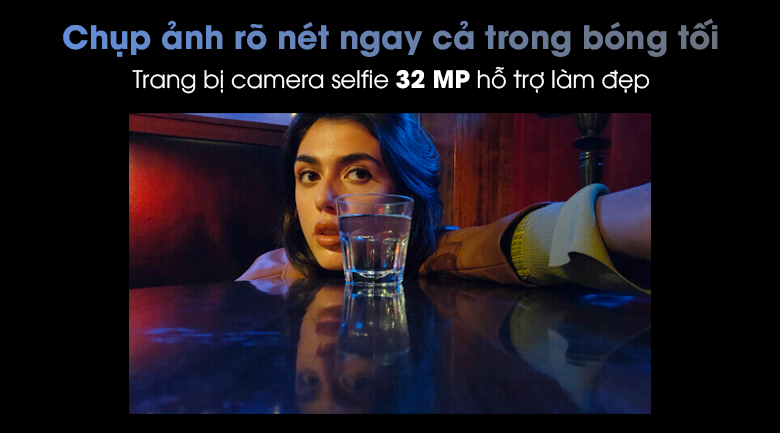 Chụp ảnh rõ nét ngay cả trong bóng tối
Trang bị camera selfie 32 MP hỗ trợ làm đẹp